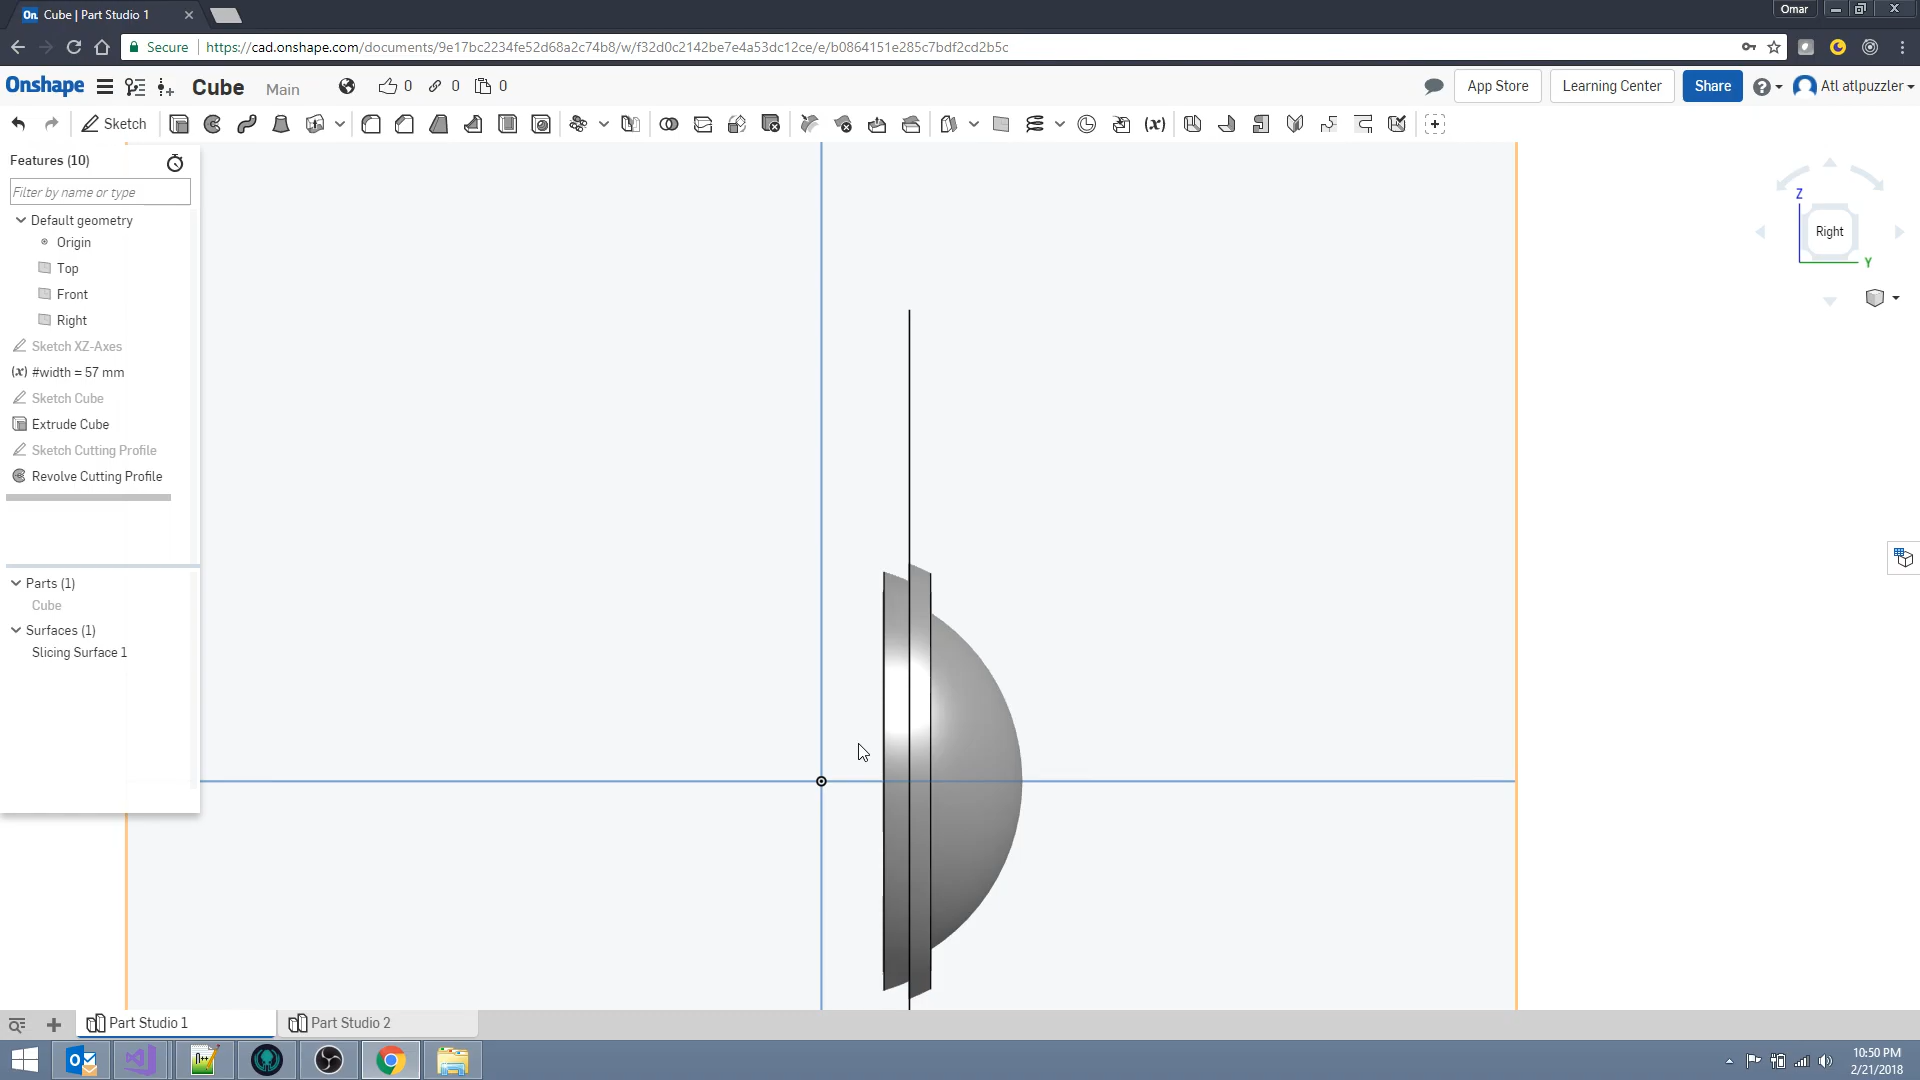 On. Cube | Part Studio 1
Omar
Secure
https://cad.onshape.com/documents/9e17bc2234fe52d68a2c74b8/w/f32d0c2142be7e4a53dc12ce/e/b0864151e285c7bdf2cd2b5c
Onshape
Cube Main 0 0 0
App Store Learning Center Share Atl atlpuzzler
Sketch (x)
Features (10)
Filter by name or type
Default geometry
Origin
Top
Front
Right
Sketch XZ-Axes
(x) #width = 57 mm
Sketch Cube
Extrude Cube
Sketch Cutting Profile
Revolve Cutting Profile
Parts (1)
Cube
Surfaces (1)
Slicing Surface 1
Z
Right
Y
Part Studio 1 Part Studio 2
10:50 PM
2/21/2018